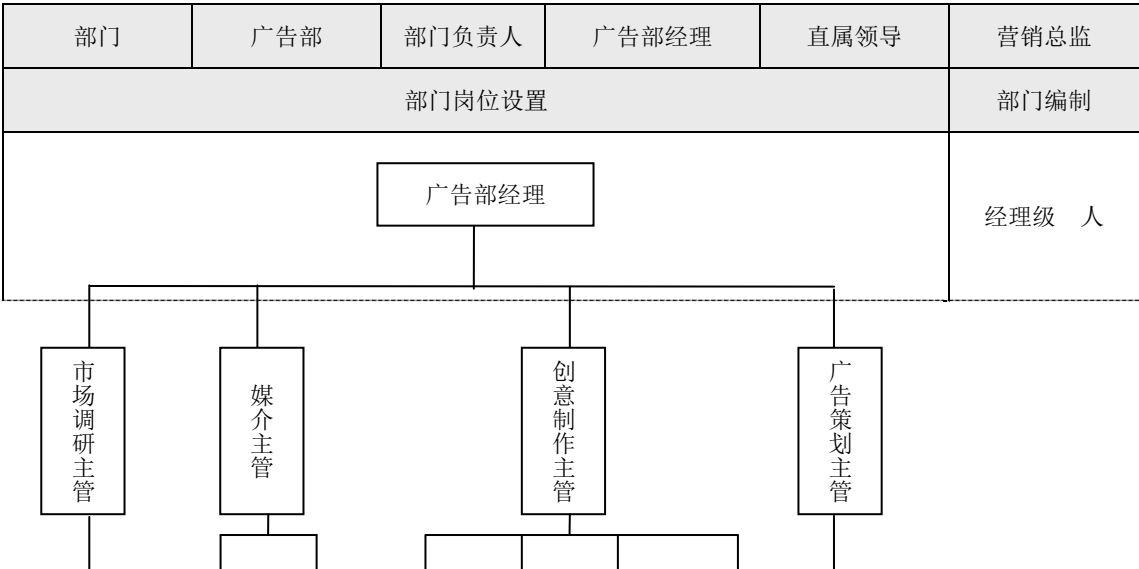 部门 广告部 部门负责人 广告部经理 直属领导 营销总监
部门岗位设置 部门编制
广告部经理
经理级 人
市场调研主管
媒介主管
创意制作主管
广告策划主管